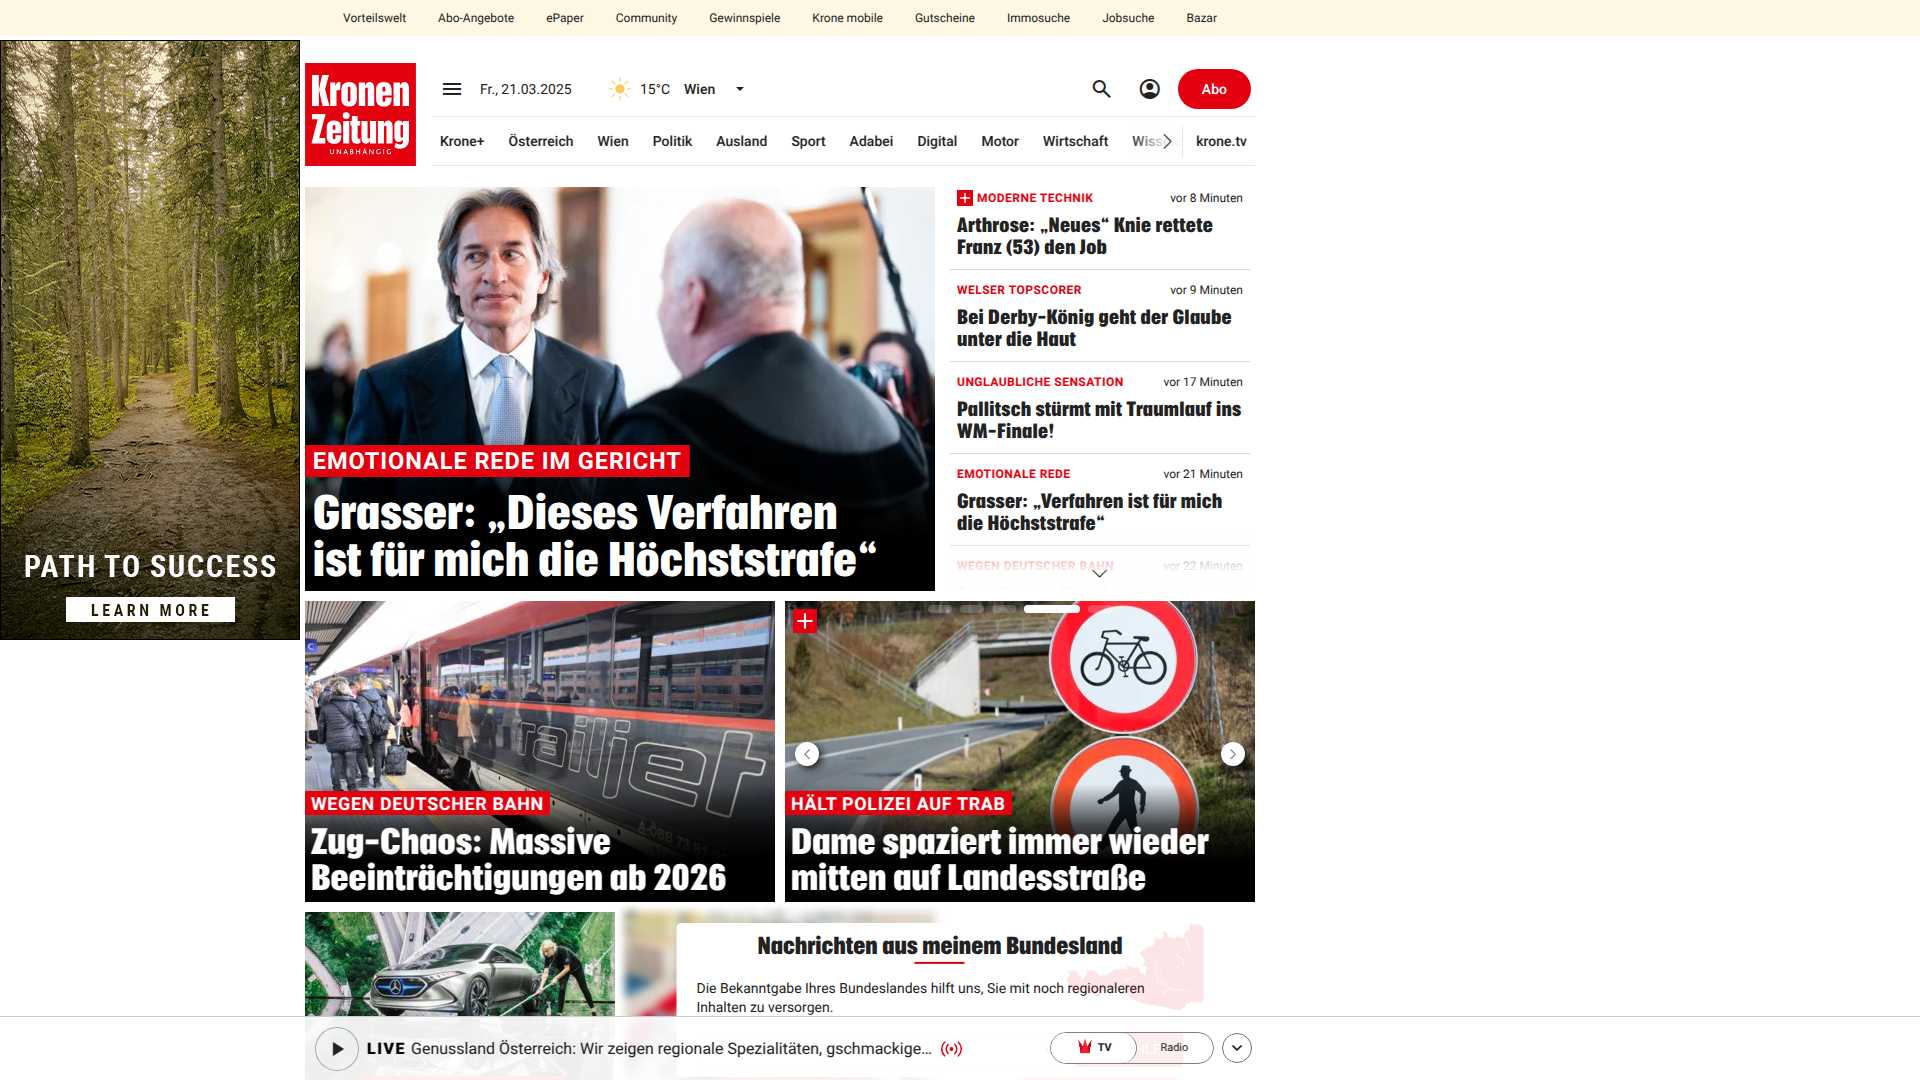 Vorteilswelt Abo-Angebote ePaper Community Gewinnspiele Krone mobile Gutscheine Immosuche Jobsuche Bazar
Kronen
Zeitung
UNABHÄNGIG
Fr., 21.03.2025 15°C Wien
Abo
Krone+ Österreich Wien Politik Ausland Sport Adabei Digital Motor Wirtschaft Wiss krone.tv
PATH TO SUCCESS
LEARN MORE
EMOTIONALE REDE IM GERICHT
Grasser: „Dieses Verfahren
ist für mich die Höchststrafe“
MODERNE TECHNIK vor 8 Minuten
Arthrose: „Neues“ Knie rettete
Franz (53) den Job
WELSER TOPSCORER vor 9 Minuten
Bei Derby-König geht der Glaube
unter die Haut
UNGLAUBLICHE SENSATION vor 17 Minuten
Pallitsch stürmt mit Traumlauf ins
WM-Finale!
EMOTIONALE REDE vor 21 Minuten
Grasser: „Verfahren ist für mich
die Höchststrafe“
WEGEN DEUTSCHER BAHN vor 22 Minuten
C
railjet
WEGEN DEUTSCHER BAHN
Zug-Chaos: Massive
Beeinträchtigungen ab 2026
HÄLT POLIZEI AUF TRAB
Dame spaziert immer wieder
mitten auf Landesstraße
Nachrichten aus meinem Bundesland
Die Bekanntgabe Ihres Bundeslandes hilft uns, Sie mit noch regionaleren
Inhalten zu versorgen.
LIVE Genussland Österreich: Wir zeigen regionale Spezialitäten, gschmackige...
TV Radio